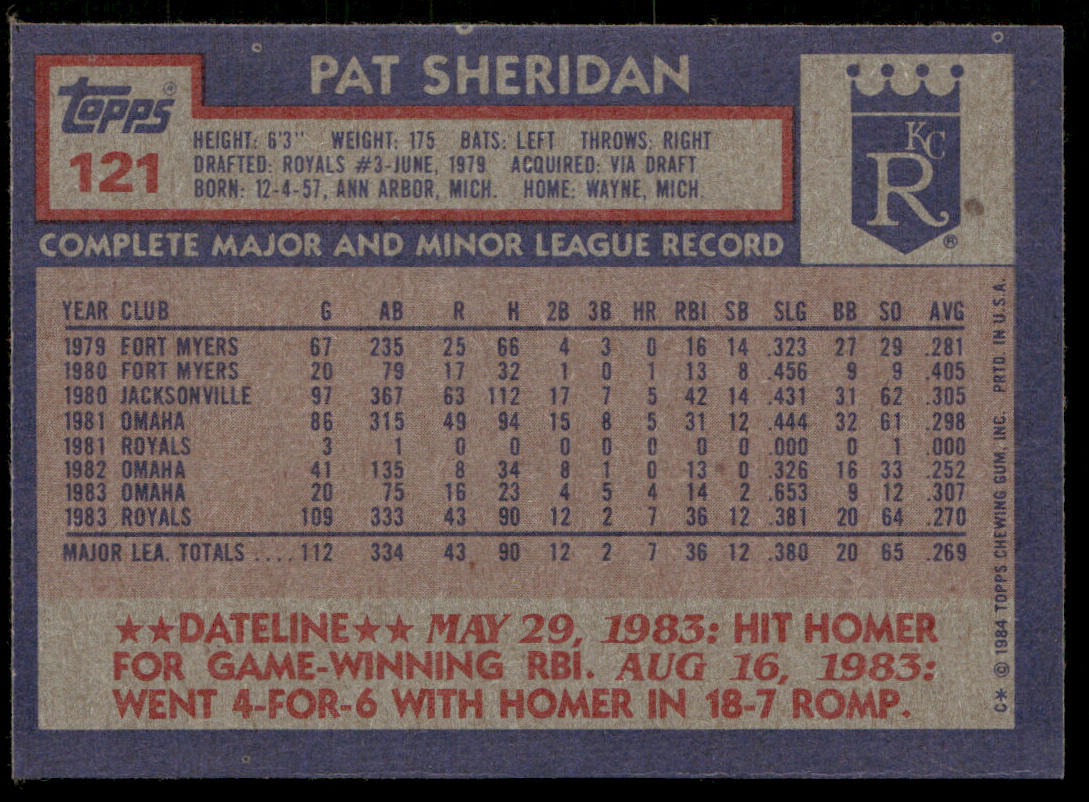 PAT SHERIDAN
Topps®
121
HEIGHT: 6'3" WEIGHT: 175 BATS: LEFT THROWS: RIGHT
DRAFTED: ROYALS #3-JUNE, 1979 ACQUIRED: VIA DRAFT
BORN: 12-4-57, ANN ARBOR, MICH. HOME: WAYNE, MICH.
KC
R
®
COMPLETE MAJOR AND MINOR LEAGUE RECORD
YEAR CLUB G AB R H 2B 3B HR RBI SB SLG BB SO AVG
1979 FORT MYERS 67 235 25 66 4 3 0 16 14 .323 27 29 .281
1980 FORT MYERS 20 79 17 32 1 0 1 13 8 .456 9 9 .405
1980 JACKSONVILLE 97 367 63 112 17 7 5 42 14 .431 31 62 .305
1981 OMAHA 86 315 49 94 15 8 5 31 12 .444 32 61 .298
1981 ROYALS 3 1 0 0 0 0 0 0 0 .000 0 1 .000
1982 OMAHA 41 135 8 34 8 1 0 13 0 .326 16 33 .252
1983 OMAHA 20 75 16 23 4 5 4 14 2 .653 9 12 .307
1983 ROYALS 109 333 43 90 12 2 7 36 12 .381 20 64 .270
MAJOR LEA. TOTALS .... 112 334 43 90 12 2 7 36 12 .380 20 65 .269
★★DATELINE★★ MAY 29, 1983: HIT HOMER
FOR GAME-WINNING RBI. AUG 16, 1983:
WENT 4-FOR-6 WITH HOMER IN 18-7 ROMP.
C* © 1984 TOPPS CHEWING GUM, INC. PRTD. IN U.S.A.